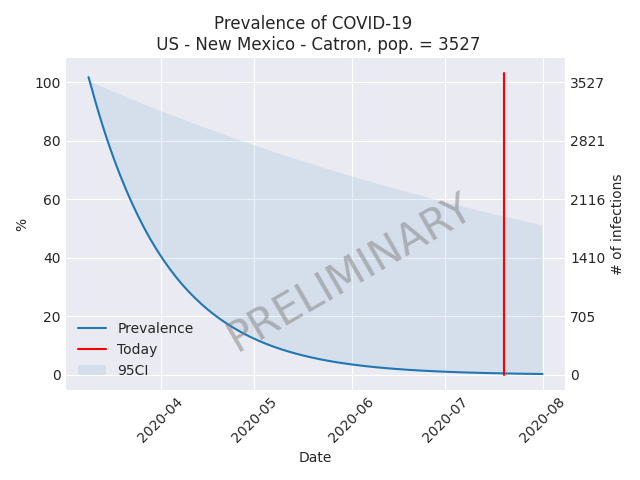 Prevalence of COVID-19
US - New Mexico - Catron, pop. = 3527
100
80
60
40
20
0
%
3527
2821
2116
1410
705
0
# of infections
PRELIMINARY
Prevalence
Today
95CI
2020-04
2020-05
2020-06
2020-07
2020-08
Date